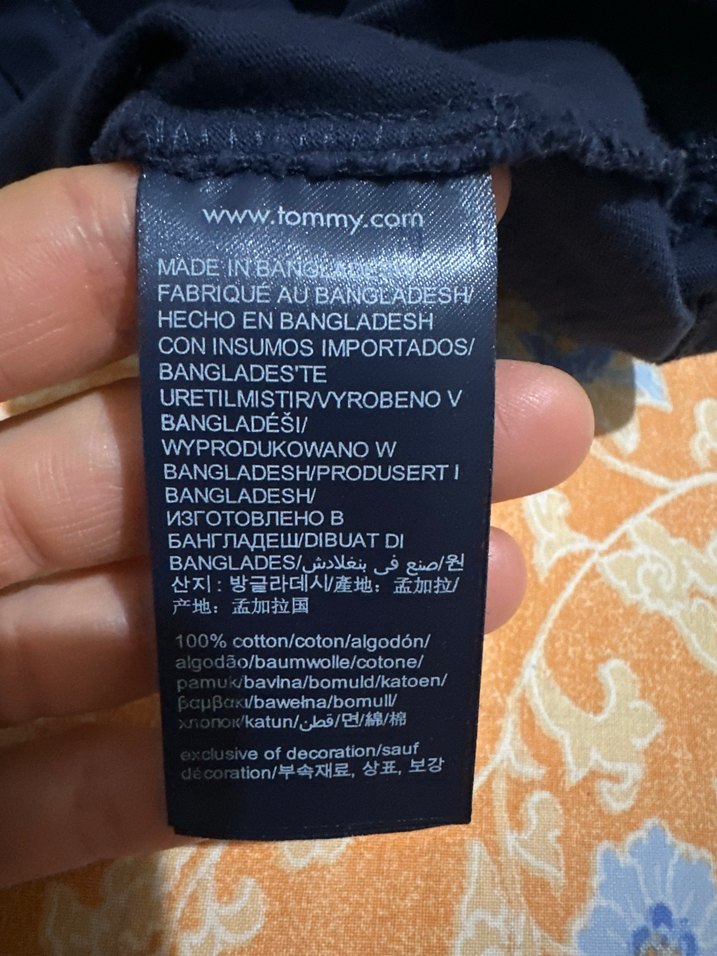 www.tommy.com
MADE IN BANGLADESH/
FABRIQUÉ AU BANGLADESH/
HECHO EN BANGLADESH
CON INSUMOS IMPORTADOS/
BANGLADES'TE
URETILMISTIR/VYROBENO V
BANGLADÉŠI/
WYPRODUKOWANO W
BANGLADESH/PRODUSERT I
BANGLADESH/
ИЗГОТОВЛЕНО В
БАНГЛАДЕШ/DIBUAT DI
BANGLADES/صنع في بنغلادش/원
산지 : 방글라데시/產地：孟加拉/
产地：孟加拉国
100% cotton/coton/algodón/
algodão/baumwolle/cotone/
pamuk/bavlna/bomuld/katoen/
βαμβακι/bawełna/bomull/
хлопок/katun/قطن/면/綿/棉
exclusive of decoration/sauf
décoration/부속재료, 상표, 보강